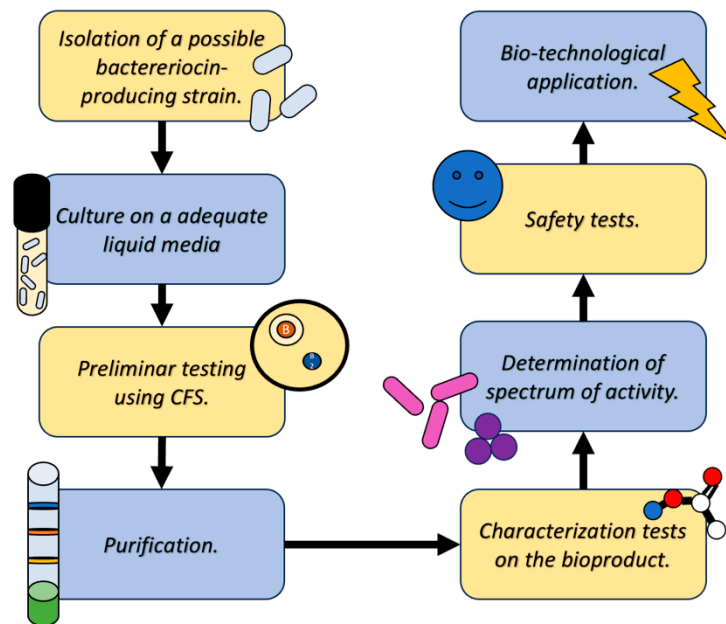 Isolation of a possible
bactereriocin-
producing strain.
Culture on a adequate
liquid media
Preliminar testing
using CFS.
B
B
2
Purification.
Characterization tests
on the bioproduct.
Determination of
spectrum of activity.
Safety tests.
Bio-technological
application.